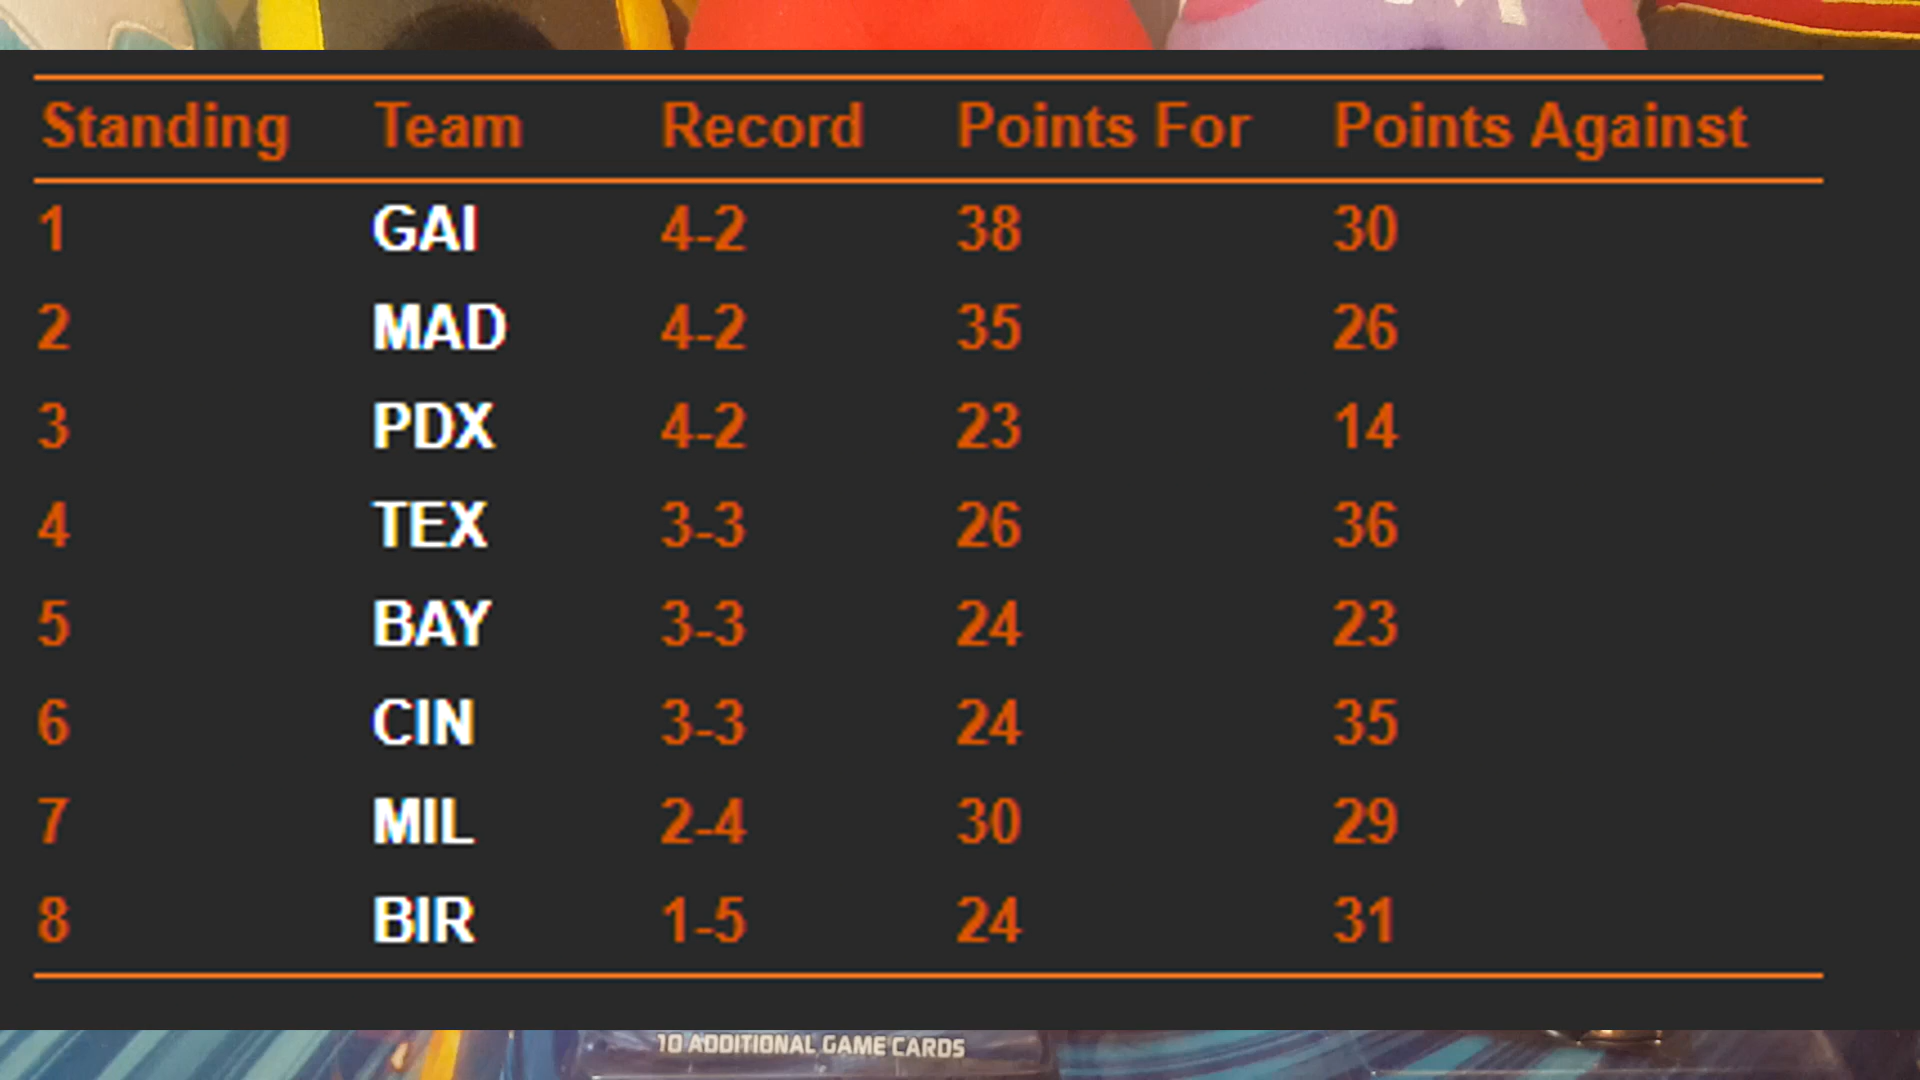 Standing Team Record Points For Points Against
1 GAI 4-2 38 30
2 MAD 4-2 35 26
3 PDX 4-2 23 14
4 TEX 3-3 26 36
5 BAY 3-3 24 23
6 CIN 3-3 24 35
7 MIL 2-4 30 29
8 BIR 1-5 24 31
10 ADDITIONAL GAME CARDS